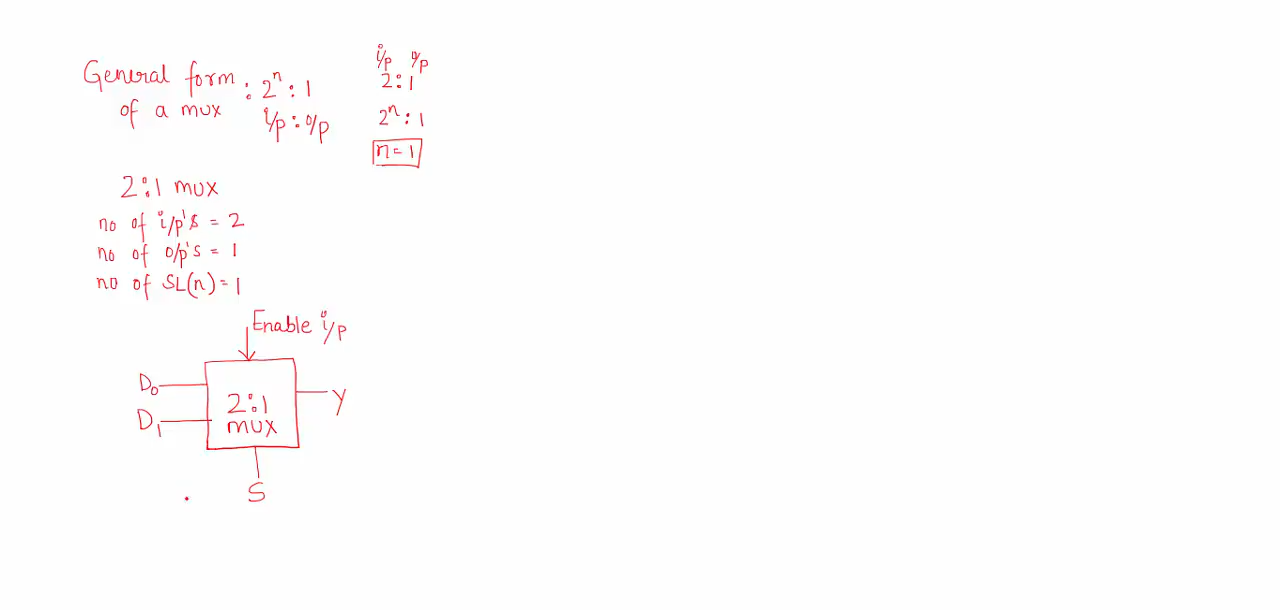 General form : 2ⁿ : 1
of a mux
i/p : o/p
i/p o/p
2 : 1
2ⁿ : 1
n = 1
2:1 mux
no of i/p's = 2
no of o/p's = 1
no of SL(n) = 1
Enable i/p
D₀
D₁
2:1
mux
Y
S